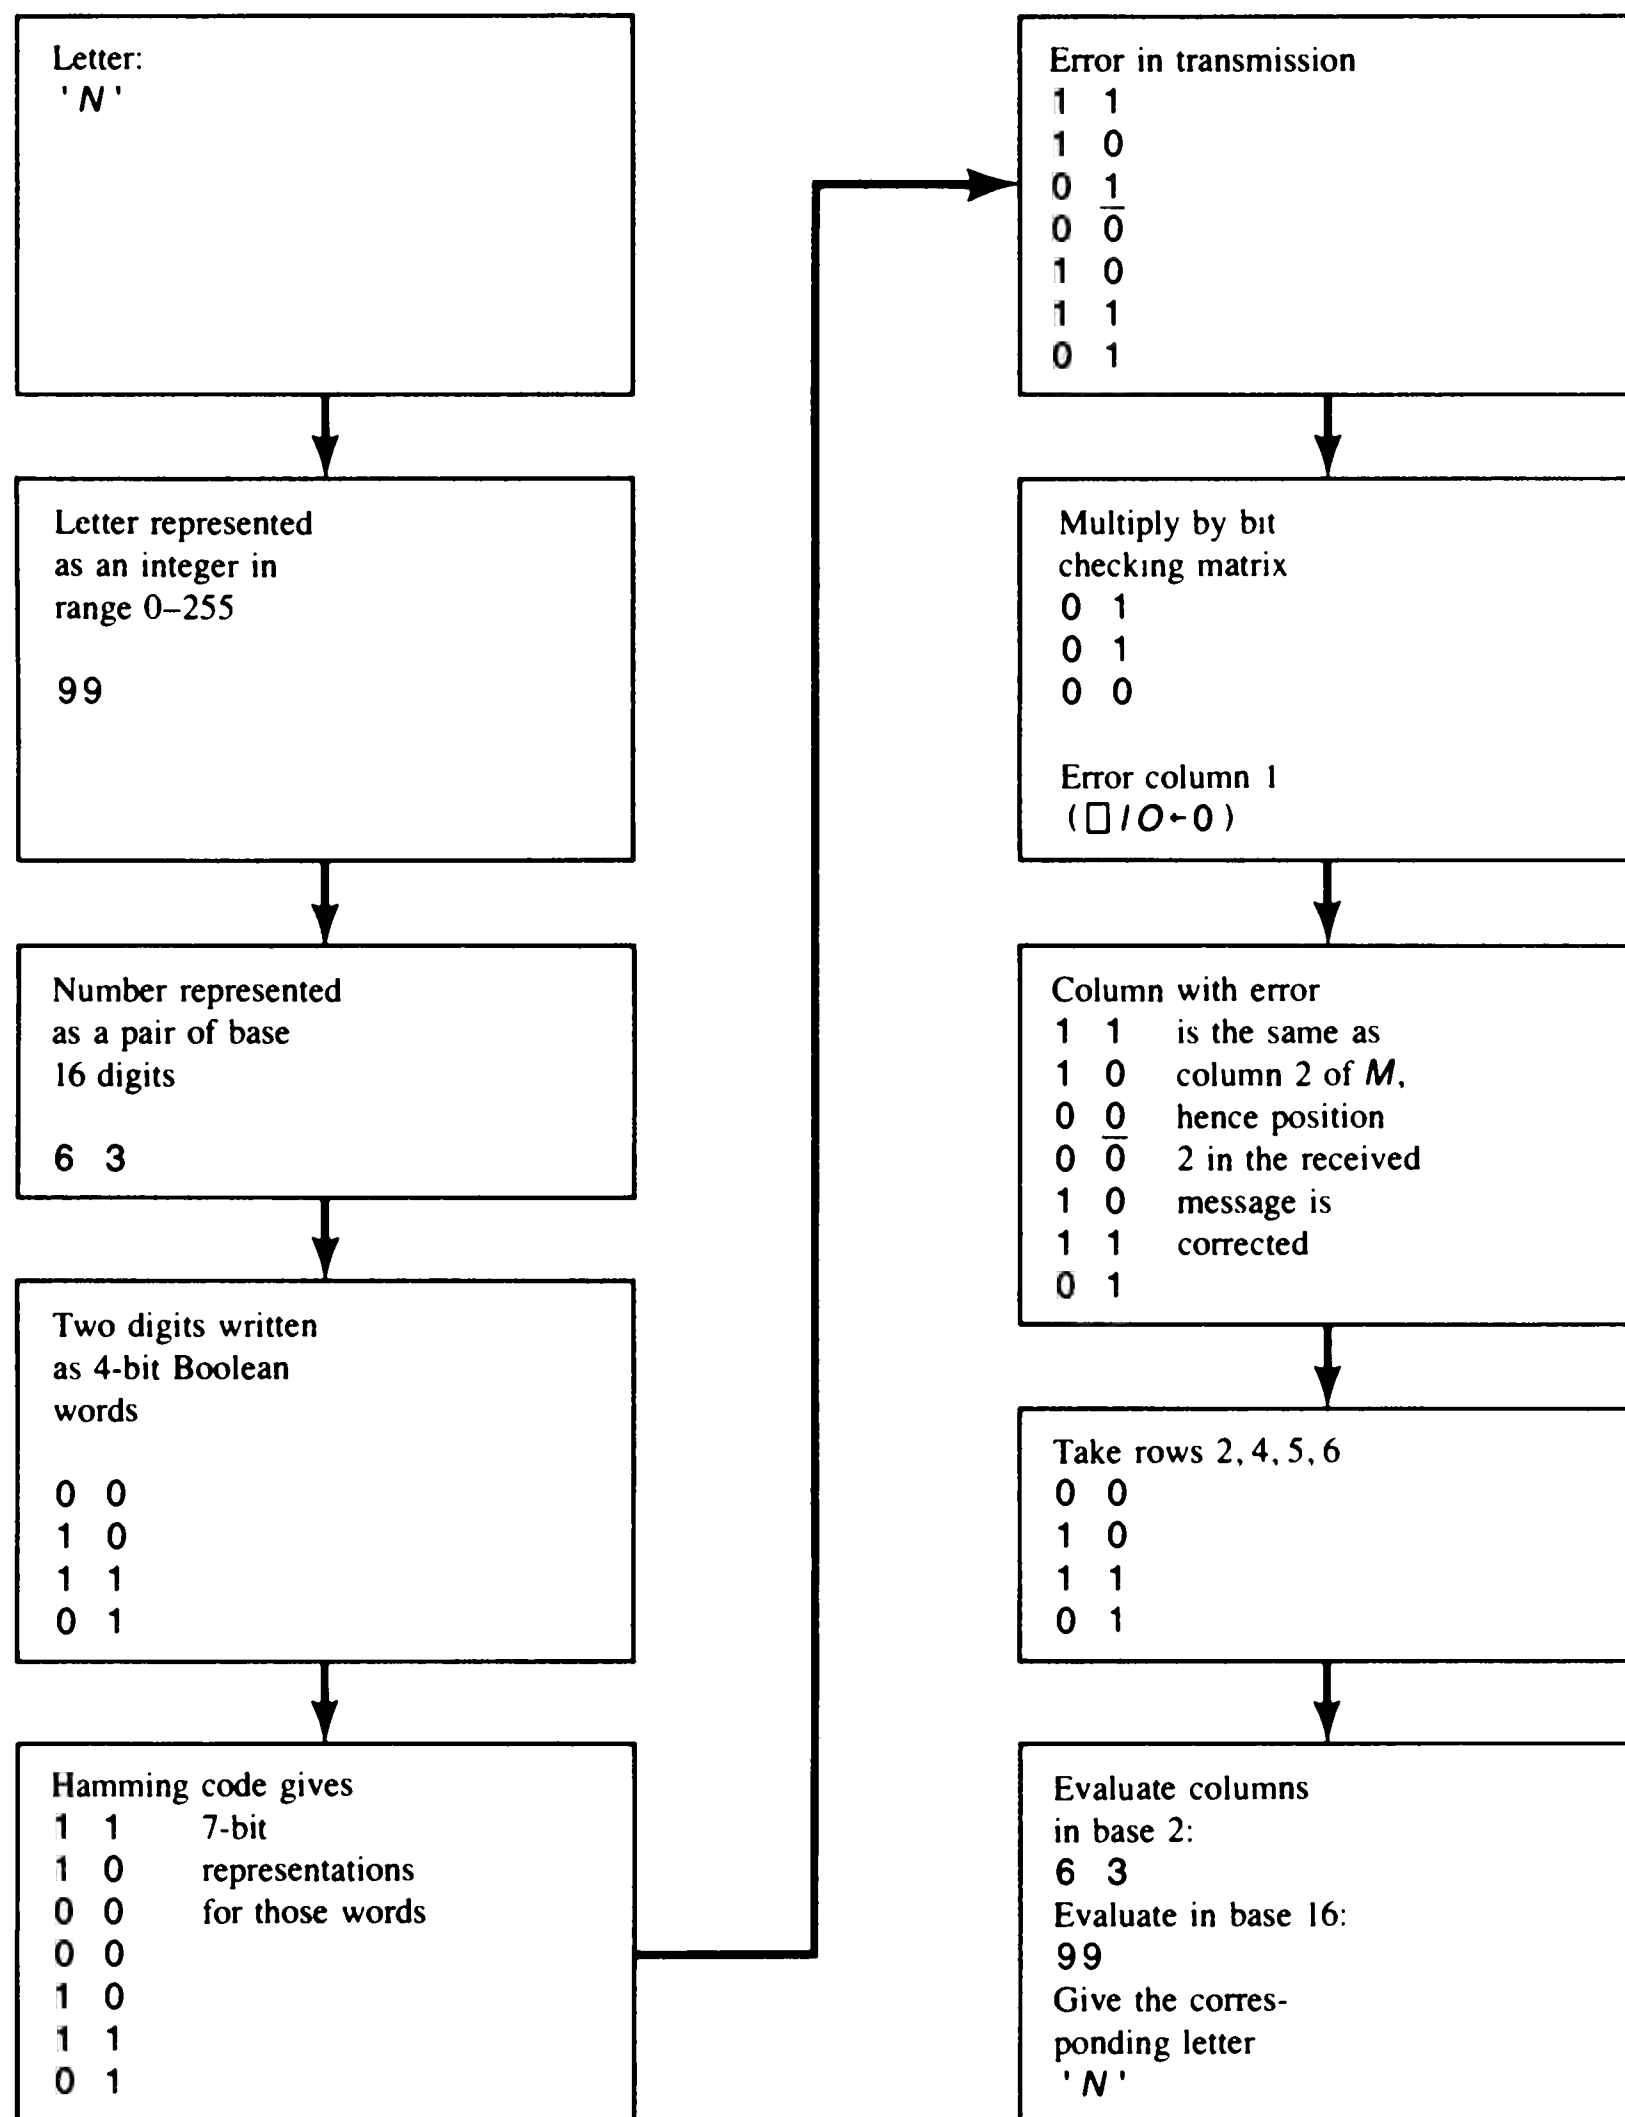 Letter:
'N'
Letter represented
as an integer in
range 0–255
99
Number represented
as a pair of base
16 digits
6 3
Two digits written
as 4-bit Boolean
words
0 0
1 0
1 1
0 1
Hamming code gives
1 1 7-bit
1 0 representations
0 0 for those words
0 0
1 0
1 1
0 1
Error in transmission
1 1
1 0
0 1
0 0
1 0
1 1
0 1
Multiply by bit
checking matrix
0 1
0 1
0 0
Error column 1
(⎕IO←0)
Column with error
1 1 is the same as
1 0 column 2 of M,
0 0 hence position
0 0 2 in the received
1 0 message is
1 1 corrected
0 1
Take rows 2, 4, 5, 6
0 0
1 0
1 1
0 1
Evaluate columns
in base 2:
6 3
Evaluate in base 16:
99
Give the corres-
ponding letter
'N'